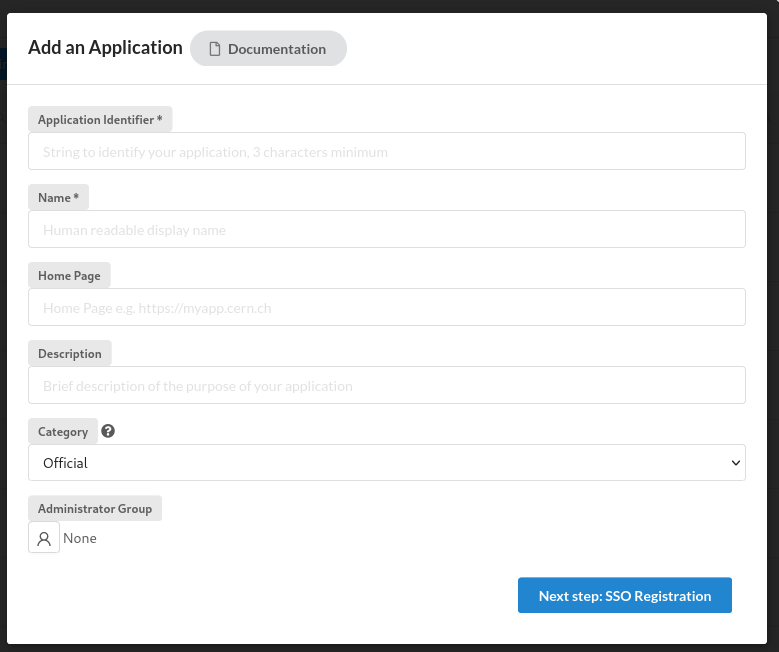 Add an Application Documentation
Application Identifier *
String to identify your application, 3 characters minimum
Name *
Human readable display name
Home Page
Home Page e.g. https://myapp.cern.ch
Description
Brief description of the purpose of your application
Category ?
Official
Administrator Group
None
Next step: SSO Registration